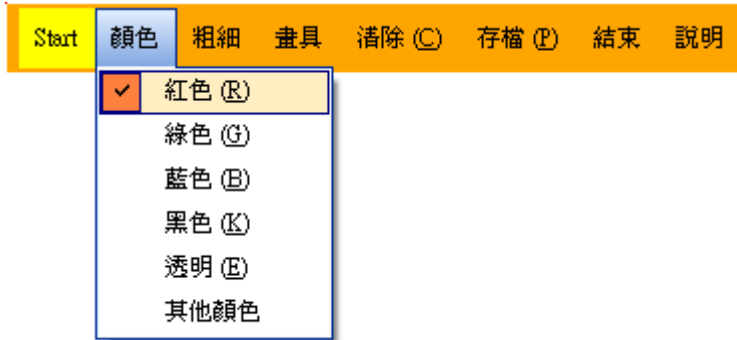 Start 顏色 粗細 畫具 清除 (C) 存檔 (P) 結束 說明
紅色 (R)
綠色 (G)
藍色 (B)
黑色 (K)
透明 (E)
其他顏色